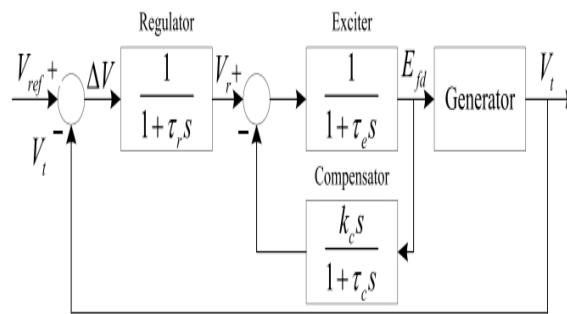 Regulator
Exciter
V_ref +
ΔV
1
1+τ_r s
V_r +
1
1+τ_e s
E_fd
Generator
V_t
-
V_t
-
Compensator
k_c s
1+τ_c s